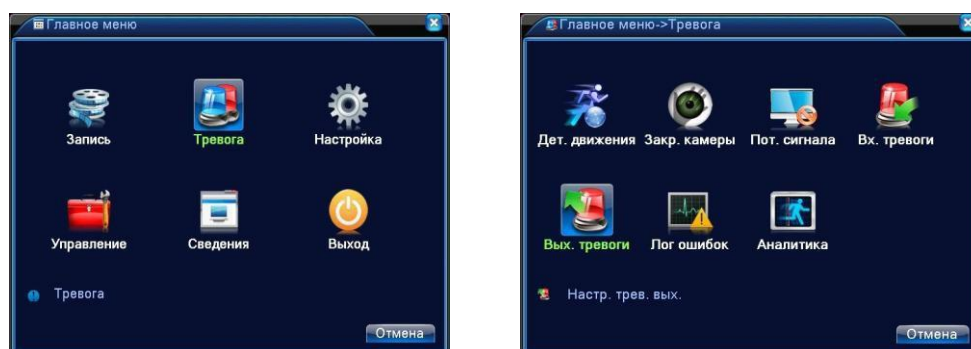 Главное меню
Запись Тревога Настройка
Управление Сведения Выход
Тревога
Отмена
Главное меню->Тревога
Дет. движения Закр. камеры Пот. сигнала Вх. тревоги
Вых. тревоги Лог ошибок Аналитика
Настр. трев. вых.
Отмена